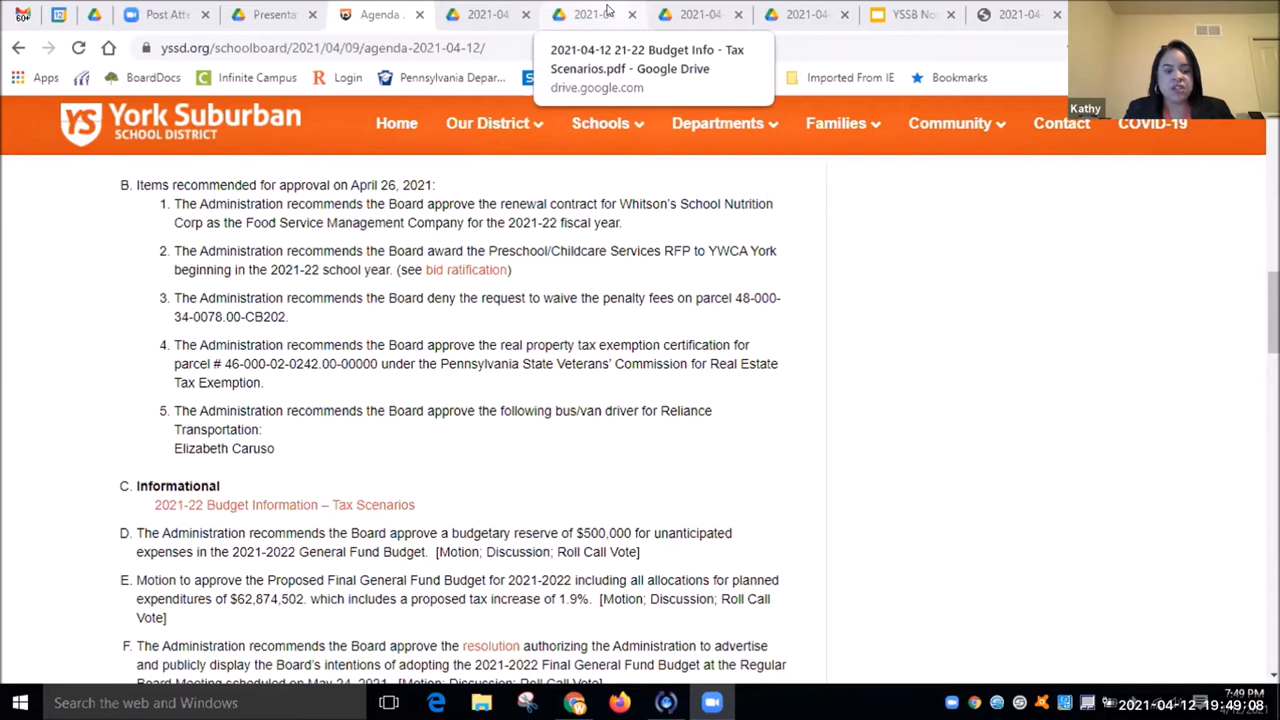 Post Atte
Presenta
Agenda
2021-04
2021-04
2021-04
2021-04
YSSB No
2021-04-
yssd.org/schoolboard/2021/04/09/agenda-2021-04-12/
2021-04-12 21-22 Budget Info - Tax
Scenarios.pdf - Google Drive
drive.google.com
Apps
BoardDocs
Infinite Campus
Login
Pennsylvania Depar...
Imported From IE
Bookmarks
Kathy
York Suburban
SCHOOL DISTRICT
Home Our District Schools Departments Families Community Contact COVID-19
B. Items recommended for approval on April 26, 2021:
1. The Administration recommends the Board approve the renewal contract for Whitson's School Nutrition
Corp as the Food Service Management Company for the 2021-22 fiscal year.
2. The Administration recommends the Board award the Preschool/Childcare Services RFP to YWCA York
beginning in the 2021-22 school year. (see bid ratification)
3. The Administration recommends the Board deny the request to waive the penalty fees on parcel 48-000-
34-0078.00-CB202.
4. The Administration recommends the Board approve the real property tax exemption certification for
parcel # 46-000-02-0242.00-00000 under the Pennsylvania State Veterans' Commission for Real Estate
Tax Exemption.
5. The Administration recommends the Board approve the following bus/van driver for Reliance
Transportation:
Elizabeth Caruso
C. Informational
2021-22 Budget Information – Tax Scenarios
D. The Administration recommends the Board approve a budgetary reserve of $500,000 for unanticipated
expenses in the 2021-2022 General Fund Budget. [Motion; Discussion; Roll Call Vote]
E. Motion to approve the Proposed Final General Fund Budget for 2021-2022 including all allocations for planned
expenditures of $62,874,502. which includes a proposed tax increase of 1.9%. [Motion; Discussion; Roll Call
Vote]
F. The Administration recommends the Board approve the resolution authorizing the Administration to advertise
and publicly display the Board's intentions of adopting the 2021-2022 Final General Fund Budget at the Regular
Board Meeting scheduled on May 24, 2021. [Motion; Discussion; Roll Call Vote]
Search the web and Windows
7:49 PM
2021-04-12 19:49:08